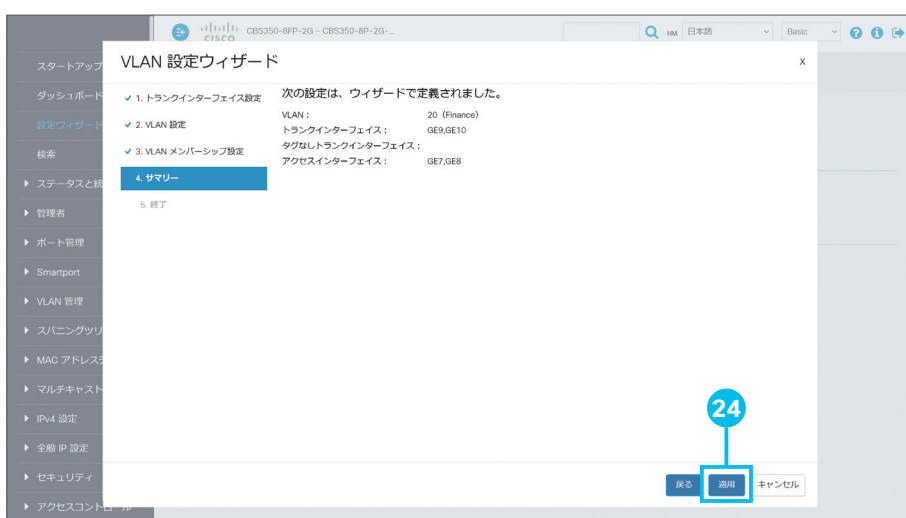 CISCO
CBS350-8FP-2G - CBS350-8P-2G-...
HM
日本語
Basic
スタートアップ
ダッシュボード
設定ウィザード
検索
ステータスと統
管理者
ポート管理
Smartport
VLAN 管理
スパニングツリ
MAC アドレステ
マルチキャスト
IPv4 設定
全般 IP 設定
セキュリティ
アクセスコントロール
VLAN 設定ウィザード
X
1. トランクインターフェイス設定
2. VLAN 設定
3. VLAN メンバーシップ設定
4. サマリー
5. 終了
次の設定は、ウィザードで定義されました。
VLAN : 20 (Finance)
トランクインターフェイス : GE9,GE10
タグなしトランクインターフェイス :
アクセスインターフェイス : GE7,GE8
24
戻る
適用
キャンセル